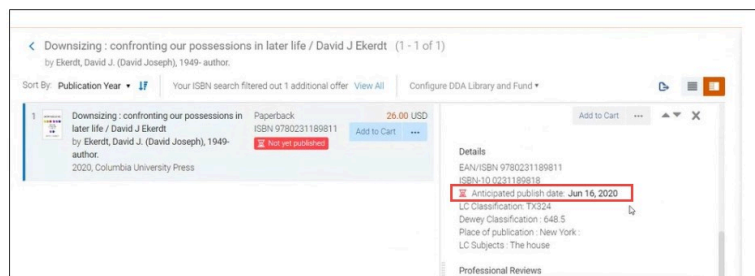 Downsizing : confronting our possessions in later life / David J Ekerdt (1 - 1 of 1)
by Ekerdt, David J. (David Joseph), 1949- author.
Sort By: Publication Year Your ISBN search filtered out 1 additional offer View All Configure DDA Library and Fund
1 Downsizing : confronting our possessions in later life / David J Ekerdt
by Ekerdt, David J. (David Joseph), 1949- author.
2020, Columbia University Press
Paperback 26.00 USD
ISBN 9780231189811
Not yet published
Add to Cart ...
Add to Cart ...
Details
EAN/ISBN 9780231189811
ISBN-10 0231189818
Anticipated publish date: Jun 16, 2020
LC Classification: TX324
Dewey Classification : 648.5
Place of publication : New York :
LC Subjects : The house
Professional Reviews